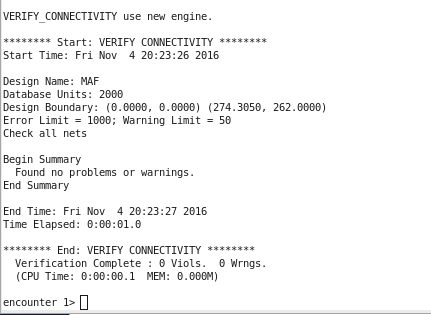 VERIFY_CONNECTIVITY use new engine.
******** Start: VERIFY CONNECTIVITY ********
Start Time: Fri Nov  4 20:23:26 2016
Design Name: MAF
Database Units: 2000
Design Boundary: (0.0000, 0.0000) (274.3050, 262.0000)
Error Limit = 1000; Warning Limit = 50
Check all nets
Begin Summary
  Found no problems or warnings.
End Summary
End Time: Fri Nov  4 20:23:27 2016
Time Elapsed: 0:00:01.0
******** End: VERIFY CONNECTIVITY ********
  Verification Complete : 0 Viols.  0 Wrngs.
  (CPU Time: 0:00:00.1  MEM: 0.000M)
encounter 1>